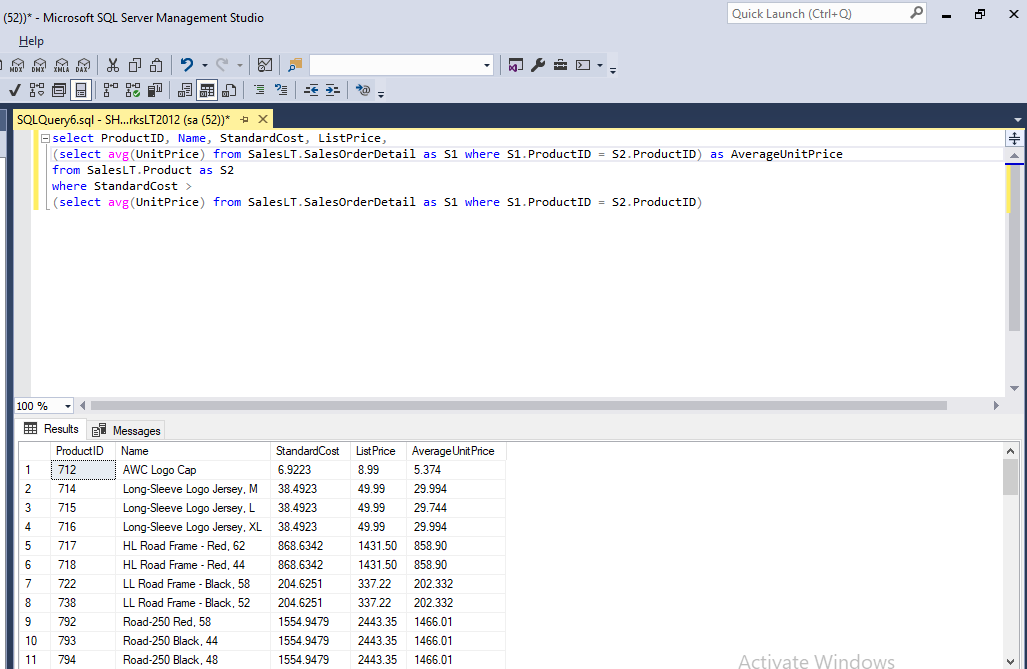 (52))* - Microsoft SQL Server Management Studio
Quick Launch (Ctrl+Q)
Help
MDX DMX XMLA DAX
SQLQuery6.sql - SH...rksLT2012 (sa (52))*
select ProductID, Name, StandardCost, ListPrice,
(select avg(UnitPrice) from SalesLT.SalesOrderDetail as S1 where S1.ProductID = S2.ProductID) as AverageUnitPrice
from SalesLT.Product as S2
where StandardCost >
(select avg(UnitPrice) from SalesLT.SalesOrderDetail as S1 where S1.ProductID = S2.ProductID)
100 %
Results Messages
ProductID Name StandardCost ListPrice AverageUnitPrice
1 712 AWC Logo Cap 6.9223 8.99 5.374
2 714 Long-Sleeve Logo Jersey, M 38.4923 49.99 29.994
3 715 Long-Sleeve Logo Jersey, L 38.4923 49.99 29.744
4 716 Long-Sleeve Logo Jersey, XL 38.4923 49.99 29.994
5 717 HL Road Frame - Red, 62 868.6342 1431.50 858.90
6 718 HL Road Frame - Red, 44 868.6342 1431.50 858.90
7 722 LL Road Frame - Black, 58 204.6251 337.22 202.332
8 738 LL Road Frame - Black, 52 204.6251 337.22 202.332
9 792 Road-250 Red, 58 1554.9479 2443.35 1466.01
10 793 Road-250 Black, 44 1554.9479 2443.35 1466.01
11 794 Road-250 Black, 48 1554.9479 2443.35 1466.01
Activate Windows